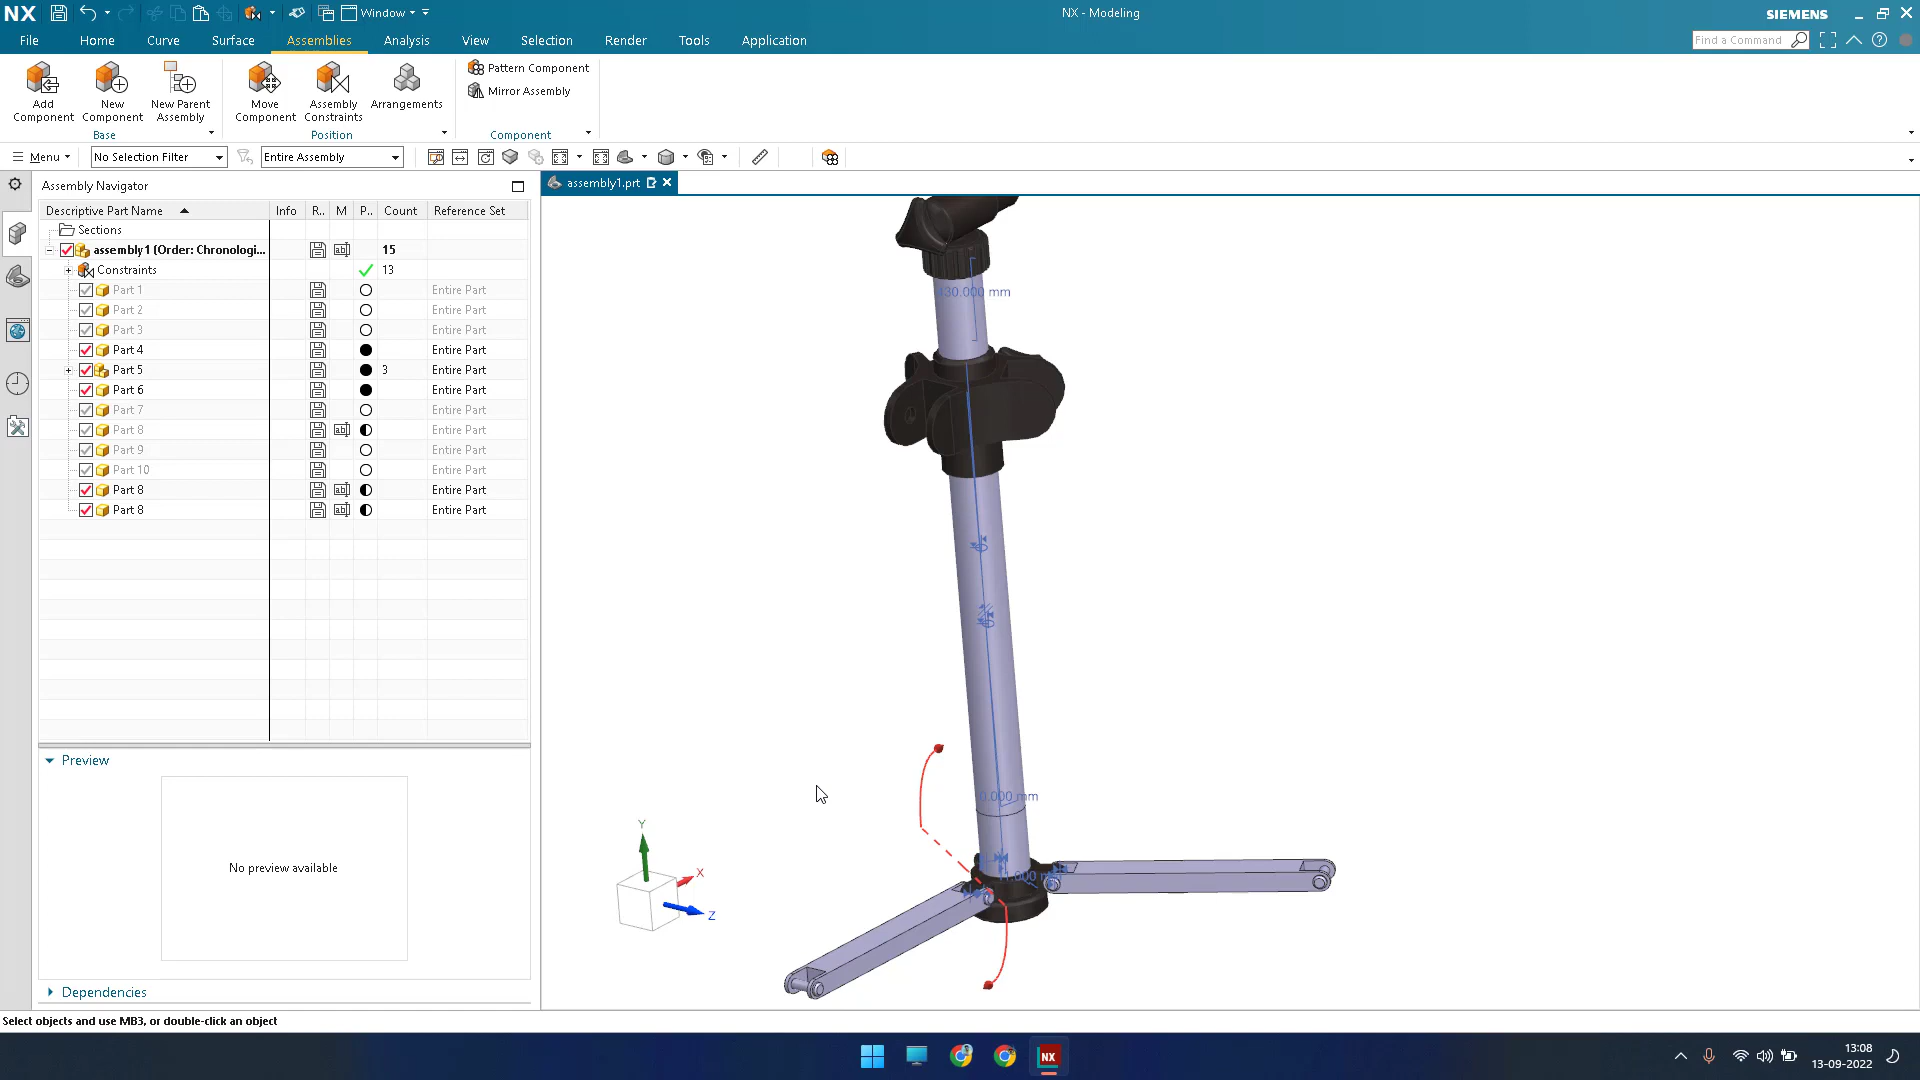 NX
Window
NX - Modeling
SIEMENS
File
Home
Curve
Surface
Assemblies
Analysis
View
Selection
Render
Tools
Application
Find a Command
Add Component
New Component
New Parent Assembly
Move Component
Assembly Constraints
Arrangements
Pattern Component
Mirror Assembly
Base
Position
Component
Menu
No Selection Filter
Entire Assembly
Assembly Navigator
assembly1.prt
Descriptive Part Name Info R.. M P.. Count Reference Set
Sections
assembly1 (Order: Chronologi... 15
Constraints 13
Part 1 Entire Part
Part 2 Entire Part
Part 3 Entire Part
Part 4 Entire Part
Part 5 3 Entire Part
Part 6 Entire Part
Part 7 Entire Part
Part 8 Entire Part
Part 9 Entire Part
Part 10 Entire Part
Part 8 Entire Part
Part 8 Entire Part
130.000 mm
0.000 mm
Preview
No preview available
Y
X
Z
Dependencies
Select objects and use MB3, or double-click an object
NX
13:08
13-09-2022